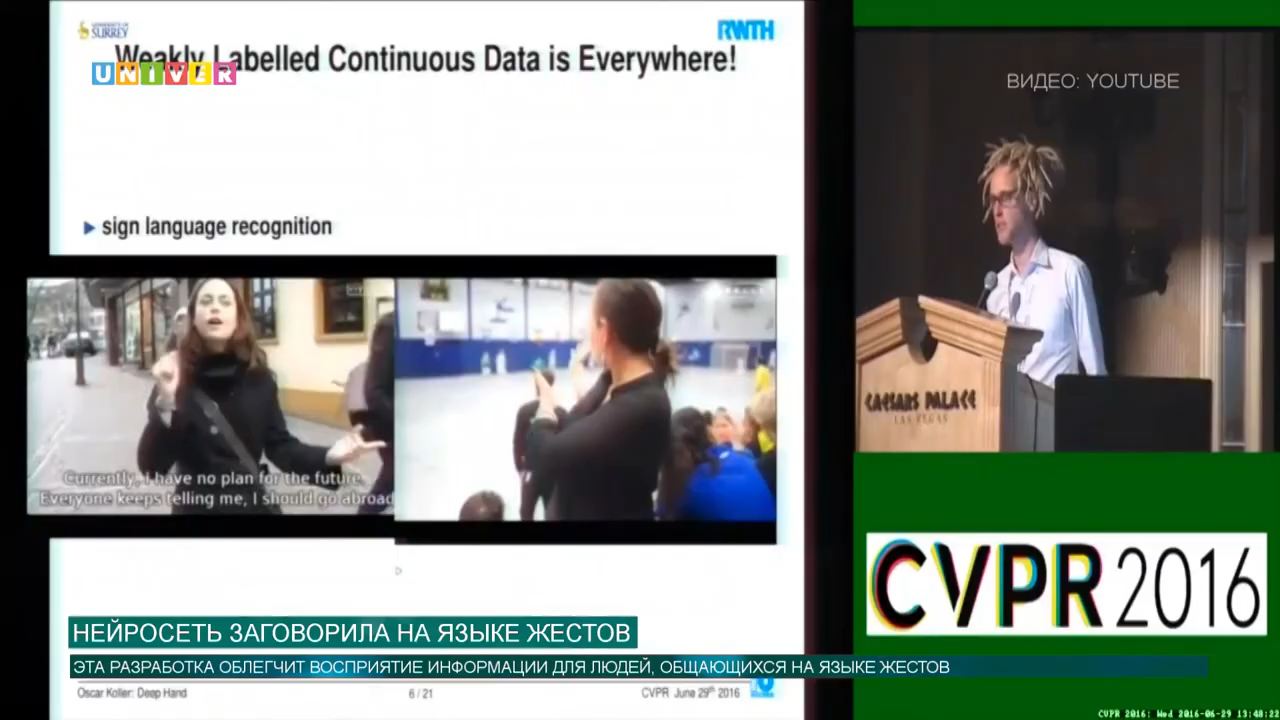 UNIVERSITY OF
SURREY
RWTH
Weakly Labelled Continuous Data is Everywhere!
UNIVER
ВИДЕО: YOUTUBE
sign language recognition
Currently, I have no plan for the future.
Everyone keeps telling me, I should go abroad
CAESARS PALACE
LAS VEGAS
CVPR 2016
НЕЙРОСЕТЬ ЗАГОВОРИЛА НА ЯЗЫКЕ ЖЕСТОВ
ЭТА РАЗРАБОТКА ОБЛЕГЧИТ ВОСПРИЯТИЕ ИНФОРМАЦИИ ДЛЯ ЛЮДЕЙ, ОБЩАЮЩИХСЯ НА ЯЗЫКЕ ЖЕСТОВ
Oscar Koller: Deep Hand
6 / 21
CVPR June 29th 2016
CVPR 2016: Wed 2016-06-29 13:48:22